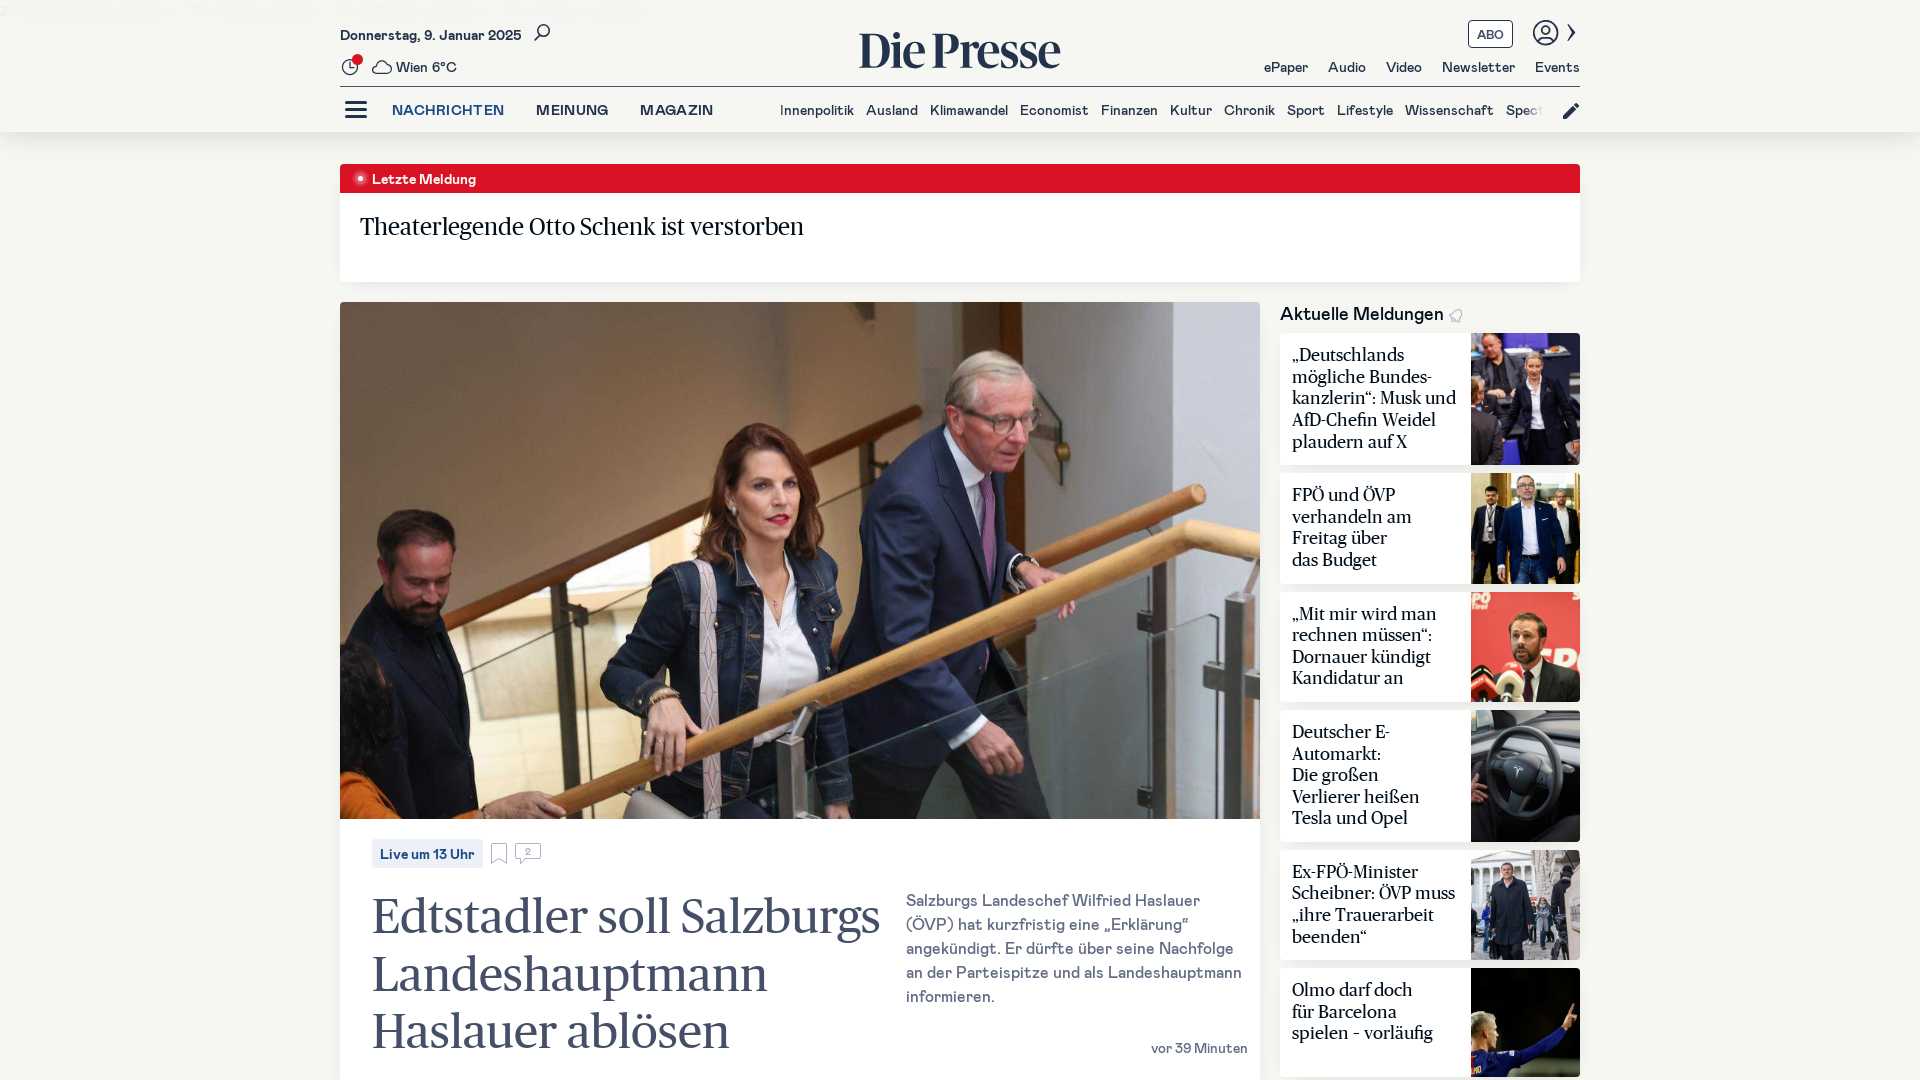 Donnerstag, 9. Januar 2025
Die Presse
ABO
Wien 6°C
ePaper Audio Video Newsletter Events
NACHRICHTEN MEINUNG MAGAZIN
Innenpolitik Ausland Klimawandel Economist Finanzen Kultur Chronik Sport Lifestyle Wissenschaft Spect
Letzte Meldung
Theaterlegende Otto Schenk ist verstorben
Live um 13 Uhr
2
Edtstadler soll Salzburgs
Landeshauptmann
Haslauer ablösen
Salzburgs Landeschef Wilfried Haslauer
(ÖVP) hat kurzfristig eine „Erklärung“
angekündigt. Er dürfte über seine Nachfolge
an der Parteispitze und als Landeshauptmann
informieren.
vor 39 Minuten
Aktuelle Meldungen
„Deutschlands
mögliche Bundes-
kanzlerin“: Musk und
AfD-Chefin Weidel
plaudern auf X
FPÖ und ÖVP
verhandeln am
Freitag über
das Budget
„Mit mir wird man
rechnen müssen“:
Dornauer kündigt
Kandidatur an
Deutscher E-
Automarkt:
Die großen
Verlierer heißen
Tesla und Opel
Ex-FPÖ-Minister
Scheibner: ÖVP muss
„ihre Trauerarbeit
beenden“
Olmo darf doch
für Barcelona
spielen – vorläufig